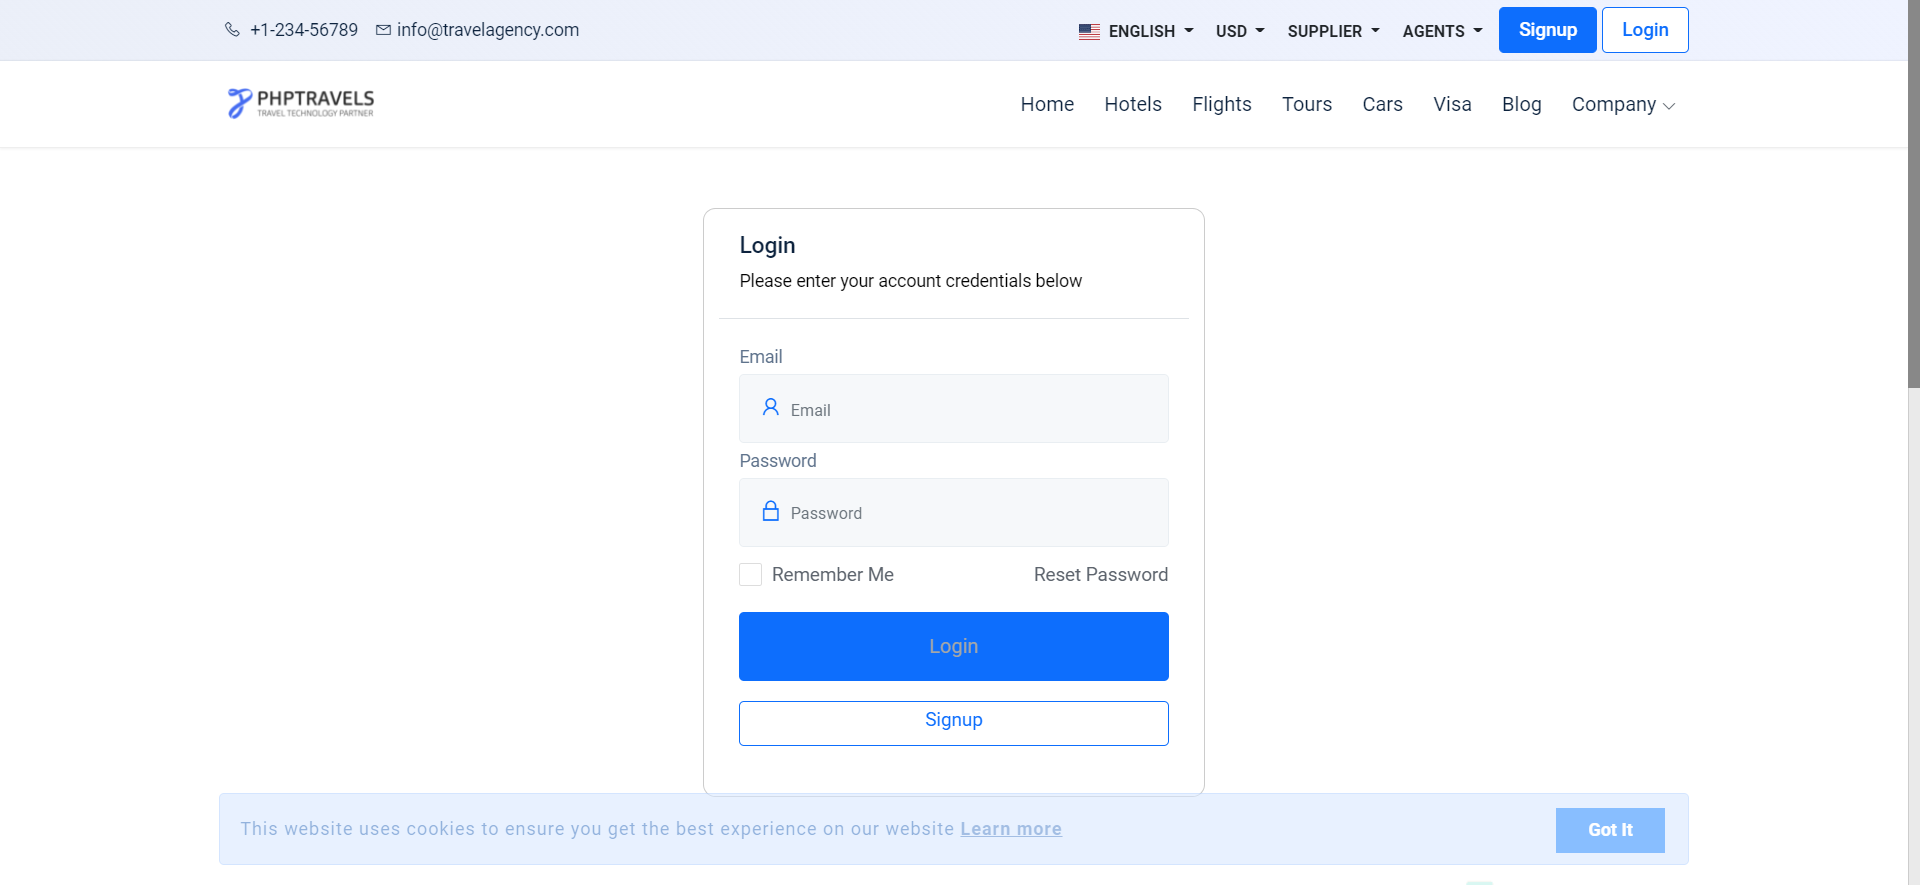 +1-234-56789 info@travelagency.com ENGLISH USD SUPPLIER AGENTS Signup Login
PHPTRAVELS
TRAVEL TECHNOLOGY PARTNER
Home Hotels Flights Tours Cars Visa Blog Company
Login
Please enter your account credentials below
Email
Email
Password
Password
Remember Me Reset Password
Login
Signup
This website uses cookies to ensure you get the best experience on our website Learn more Got It